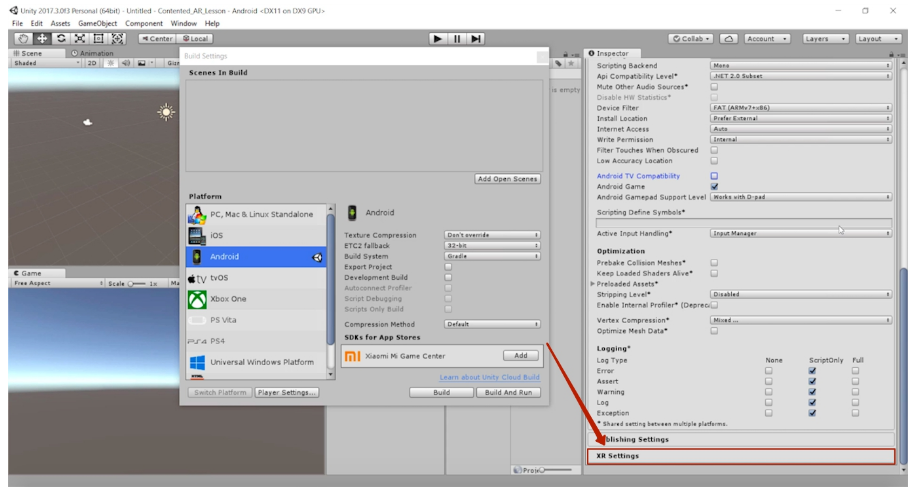 Unity 2017.3.0f3 Personal (64bit) - Untitled - Contented_AR_Lesson - Android <DX11 on DX9 GPU>
File Edit Assets GameObject Component Window Help
Center Local Collab Account Layers Layout
Scene Animation
Shaded 2D Giz
Build Settings
Scenes In Build
is empty
Add Open Scenes
Platform
PC, Mac & Linux Standalone
iOS
Android
tv tvOS
Xbox One
PS Vita
PS4
Universal Windows Platform
HTML
Switch Platform Player Settings...
Android
Texture Compression Don't override
ETC2 fallback 32-bit
Build System Gradle
Export Project
Development Build
Autoconnect Profiler
Script Debugging
Scripts Only Build
Compression Method Default
SDKs for App Stores
Xiaomi Mi Game Center Add
Learn about Unity Cloud Build
Build Build And Run
Game
Free Aspect Scale 1x Ma
Inspector
Scripting Backend Mono
Api Compatibility Level* .NET 2.0 Subset
Mute Other Audio Sources*
Disable HW Statistics*
Device Filter FAT (ARMv7+x86)
Install Location Prefer External
Internet Access Auto
Write Permission Internal
Filter Touches When Obscured
Low Accuracy Location
Android TV Compatibility
Android Game
Android Gamepad Support Level Works with D-pad
Scripting Define Symbols*
Active Input Handling* Input Manager
Optimization
Prebake Collision Meshes*
Keep Loaded Shaders Alive*
Preloaded Assets*
Stripping Level* Disabled
Enable Internal Profiler* (Deprec
Vertex Compression* Mixed ...
Optimize Mesh Data*
Logging*
Log Type None ScriptOnly Full
Error
Assert
Warning
Log
Exception
* Shared setting between multiple platforms.
blishing Settings
XR Settings